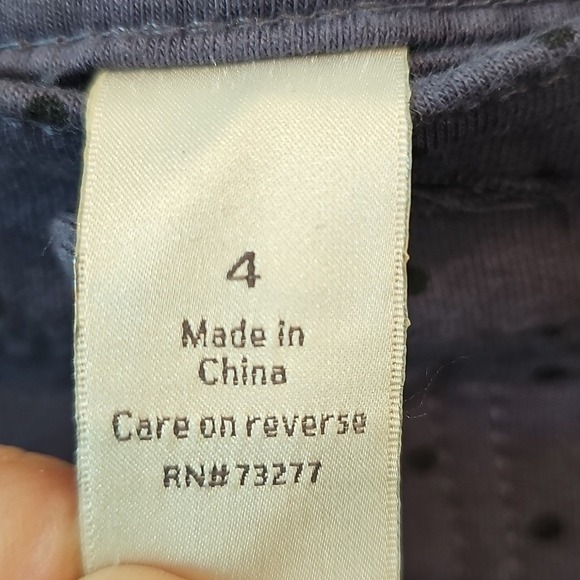 4
Made in
China
Care on reverse
RN# 73277